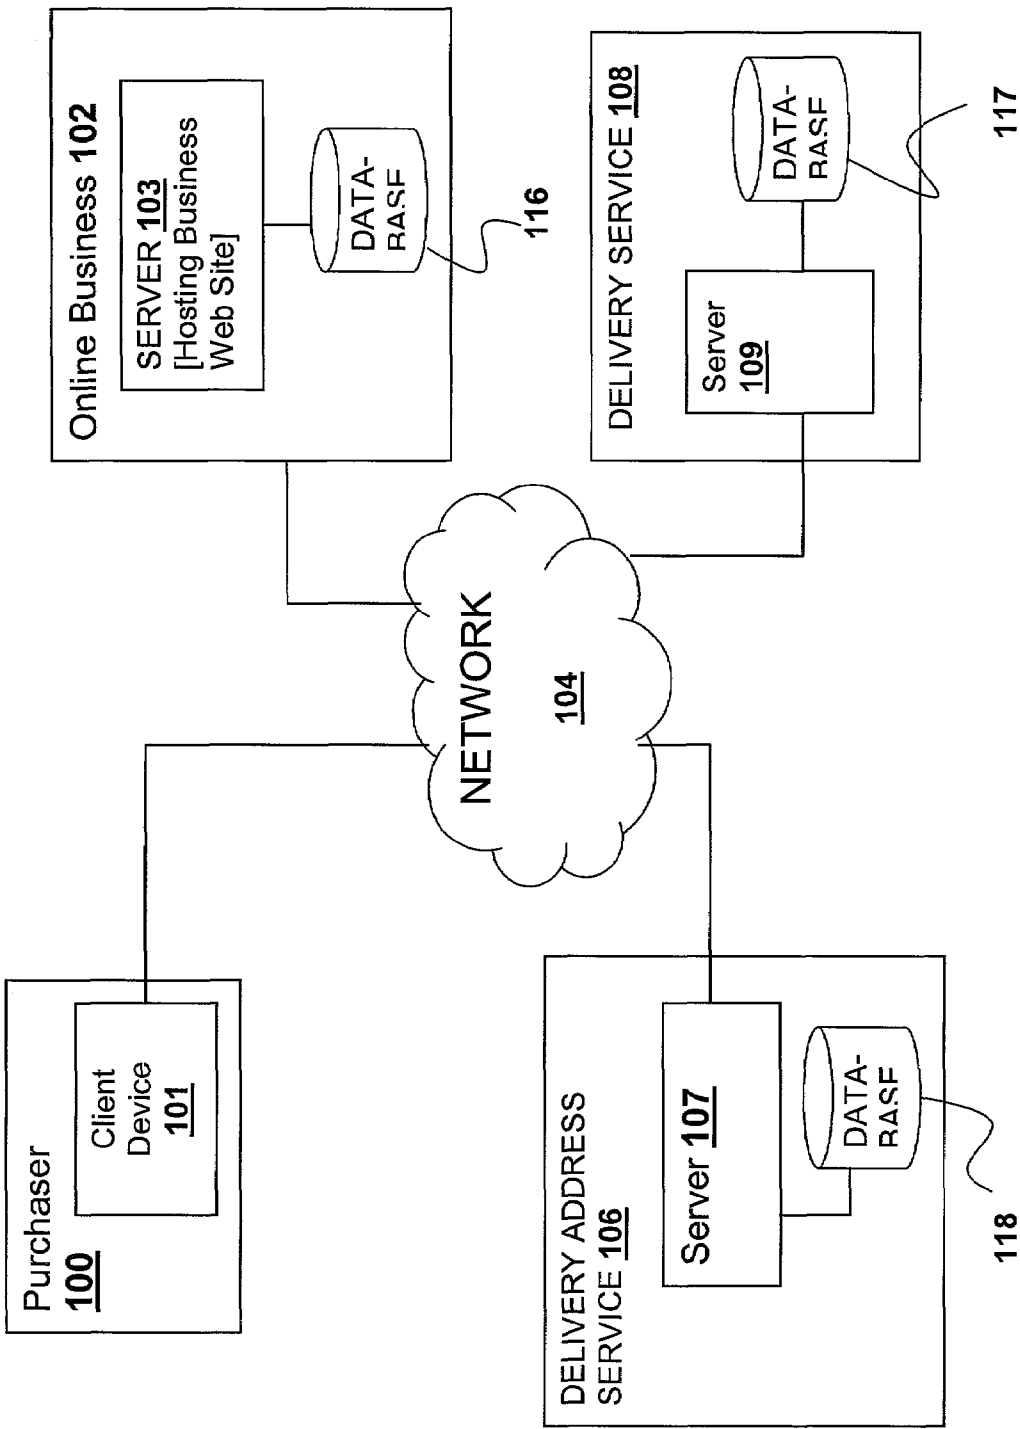 Purchaser
100
Client
Device
101
Online Business 102
SERVER 103
[Hosting Business
Web Site]
DATA-
BASE
116
NETWORK
104
DELIVERY ADDRESS
SERVICE 106
Server 107
DATA-
BASE
118
DELIVERY SERVICE 108
Server
109
DATA-
BASE
117